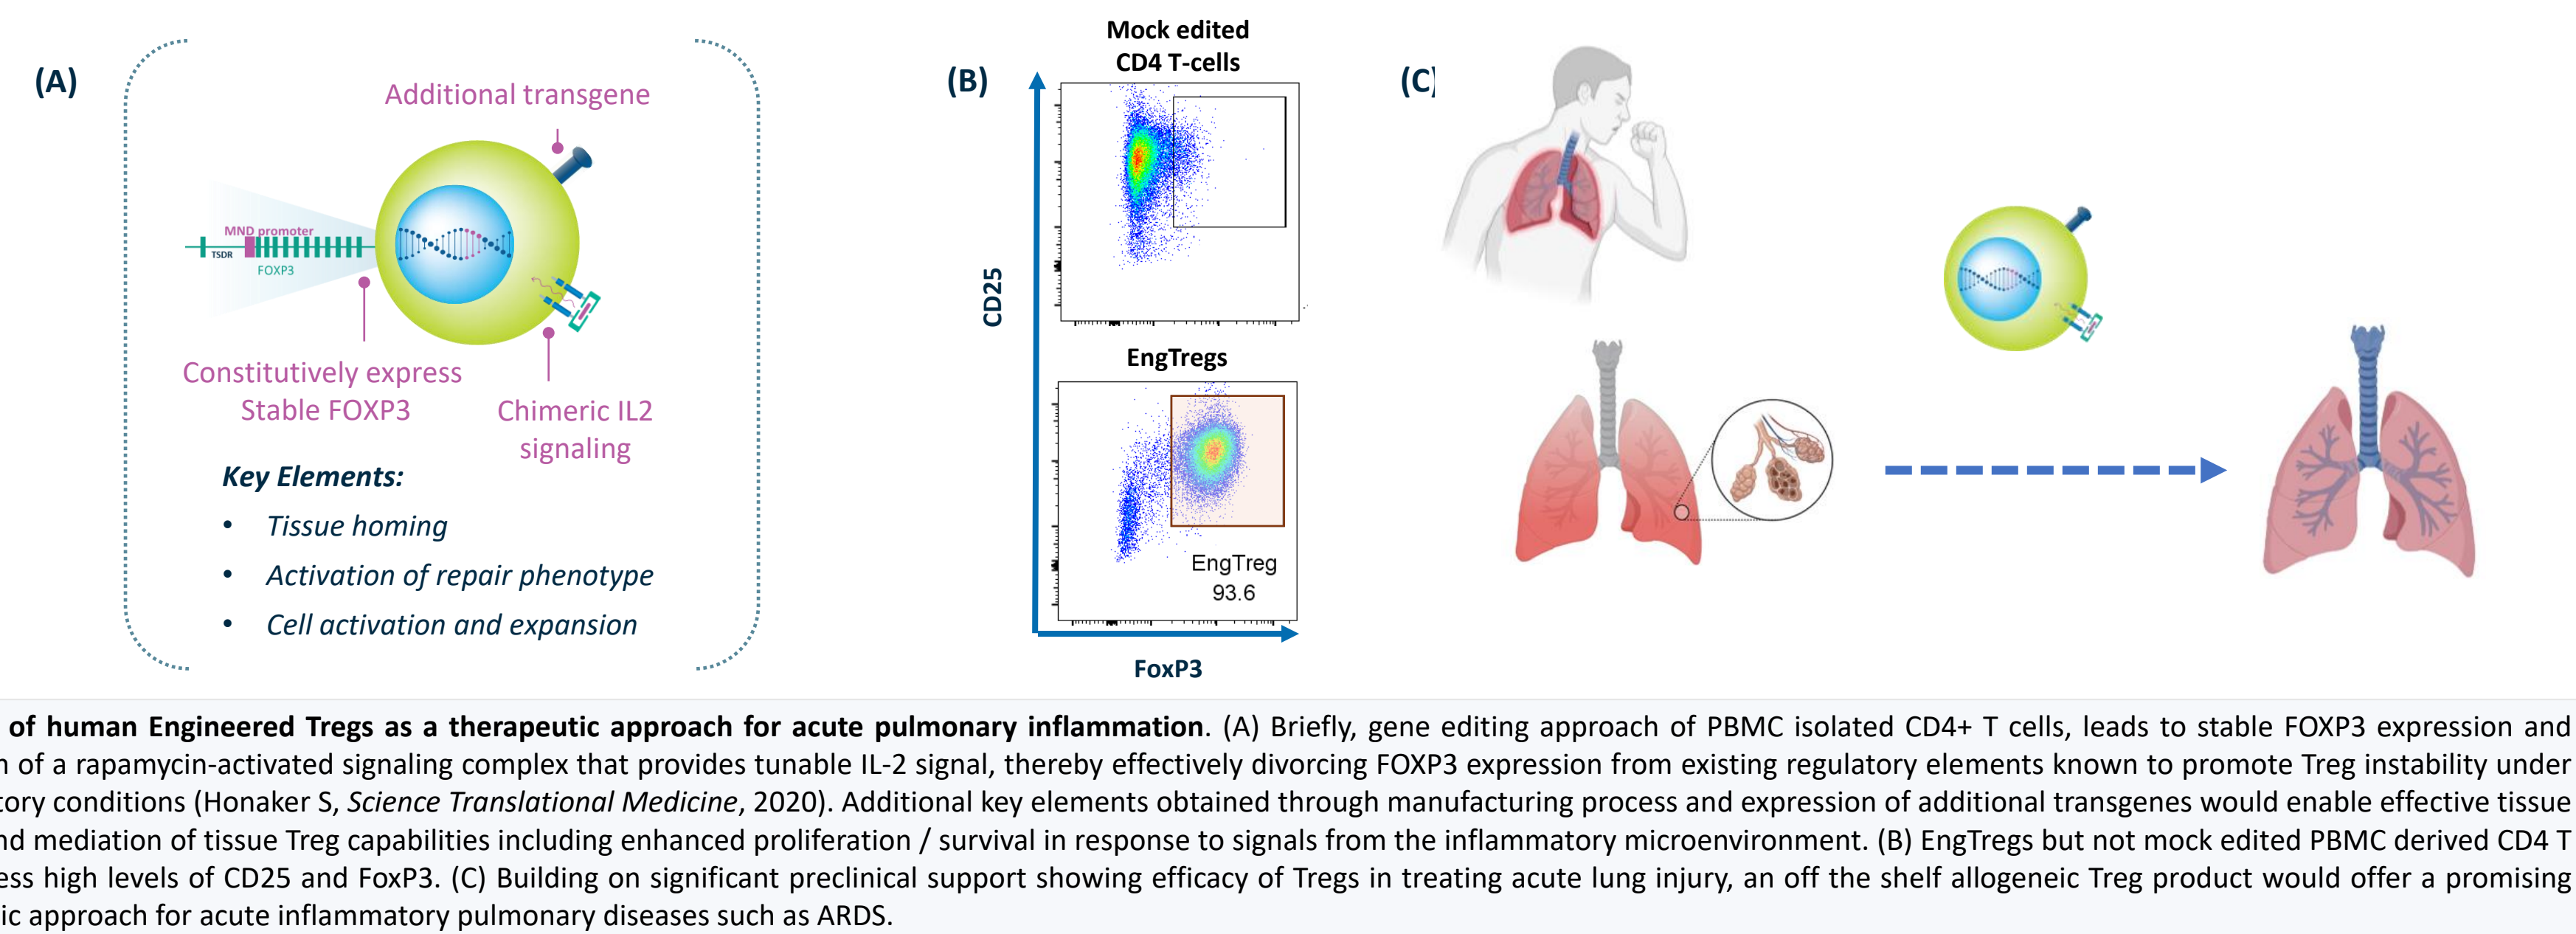 (A)
Additional transgene
MND promoter
TSDR
FOXP3
Constitutively express
Stable FOXP3
Chimeric IL2
signaling
Key Elements:
• Tissue homing
• Activation of repair phenotype
• Cell activation and expansion
(B)
Mock edited
CD4 T-cells
CD25
EngTregs
EngTreg
93.6
FoxP3
(C)
of human Engineered Tregs as a therapeutic approach for acute pulmonary inflammation. (A) Briefly, gene editing approach of PBMC isolated CD4+ T cells, leads to stable FOXP3 expression and
of a rapamycin-activated signaling complex that provides tunable IL-2 signal, thereby effectively divorcing FOXP3 expression from existing regulatory elements known to promote Treg instability under
tory conditions (Honaker S, Science Translational Medicine, 2020). Additional key elements obtained through manufacturing process and expression of additional transgenes would enable effective tissue
nd mediation of tissue Treg capabilities including enhanced proliferation / survival in response to signals from the inflammatory microenvironment. (B) EngTregs but not mock edited PBMC derived CD4 T
ess high levels of CD25 and FoxP3. (C) Building on significant preclinical support showing efficacy of Tregs in treating acute lung injury, an off the shelf allogeneic Treg product would offer a promising
ic approach for acute inflammatory pulmonary diseases such as ARDS.